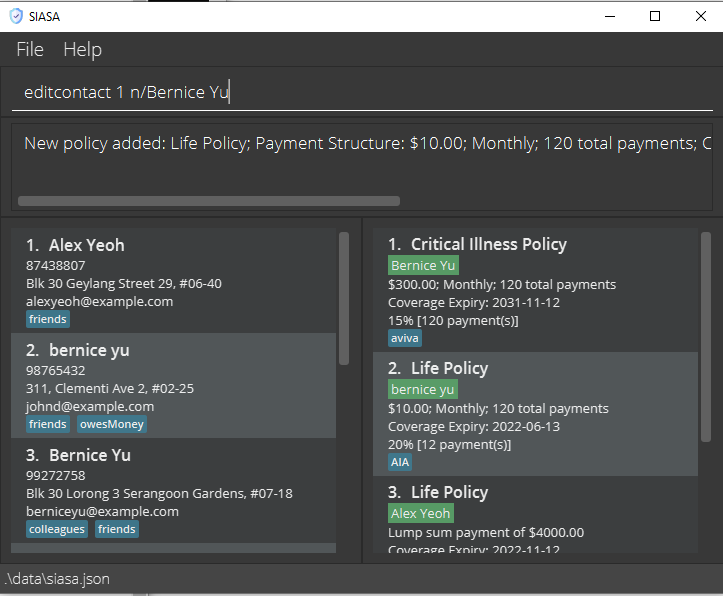 SIASA
File Help
editcontact 1 n/Bernice Yu
New policy added: Life Policy; Payment Structure: $10.00; Monthly; 120 total payments; C
1. Alex Yeoh
87438807
Blk 30 Geylang Street 29, #06-40
alexyeoh@example.com
friends
2. bernice yu
98765432
311, Clementi Ave 2, #02-25
johnd@example.com
friends owesMoney
3. Bernice Yu
99272758
Blk 30 Lorong 3 Serangoon Gardens, #07-18
berniceyu@example.com
colleagues friends
1. Critical Illness Policy
Bernice Yu
$300.00; Monthly; 120 total payments
Coverage Expiry: 2031-11-12
15% [120 payment(s)]
aviva
2. Life Policy
bernice yu
$10.00; Monthly; 120 total payments
Coverage Expiry: 2022-06-13
20% [12 payment(s)]
AIA
3. Life Policy
Alex Yeoh
Lump sum payment of $4000.00
Coverage Expiry: 2022-11-12
.\data\siasa.json